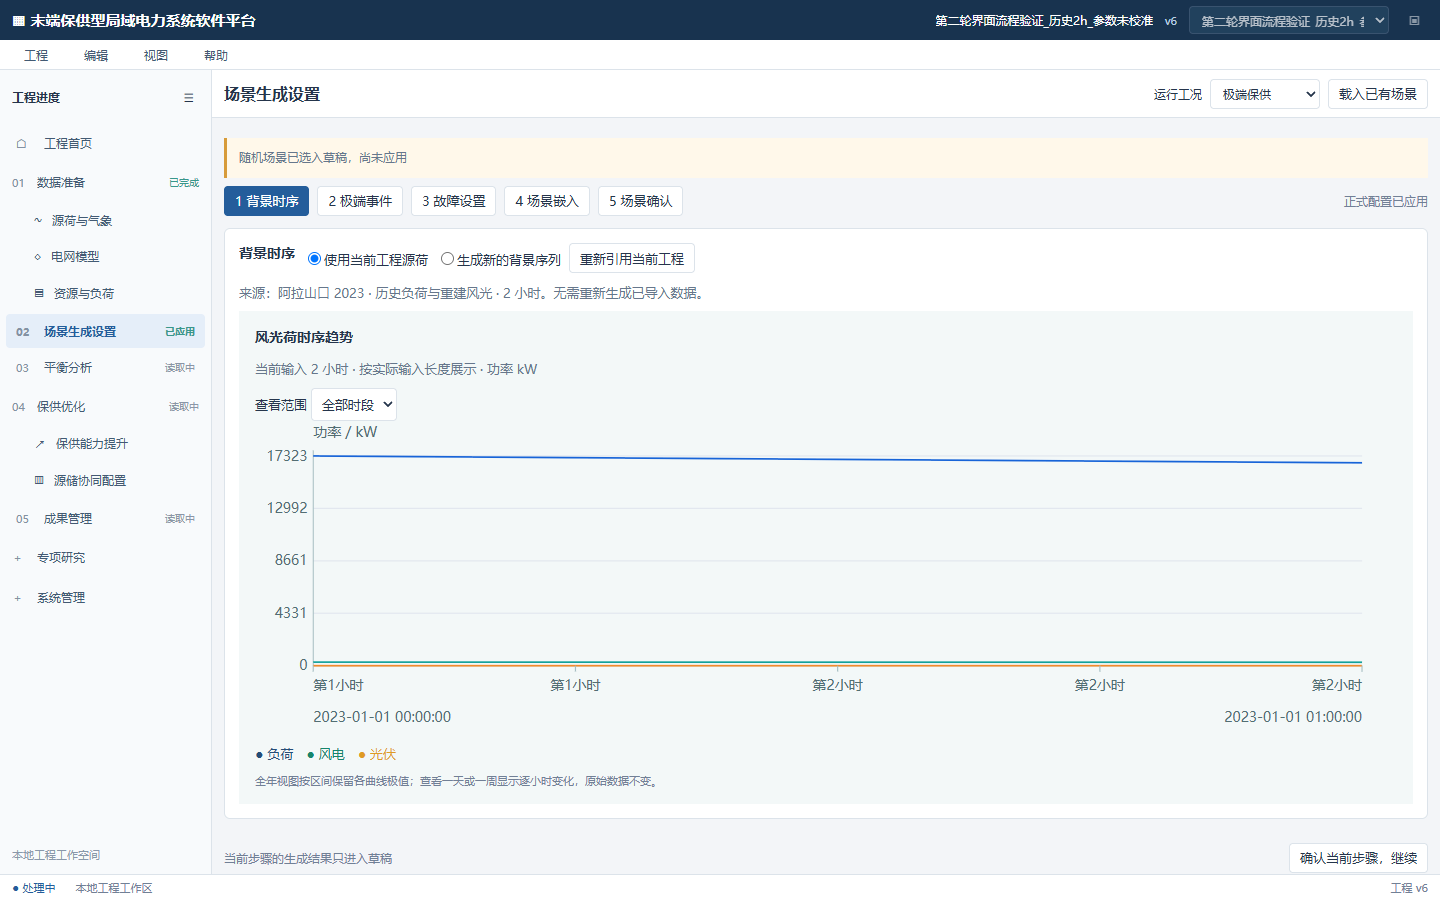 末端保供型局域电力系统软件平台
第二轮界面流程验证_历史2h_参数未校准 v6 第二轮界面流程验证_历史2h_
工程 编辑 视图 帮助
工程进度
工程首页
01 数据准备 已完成
源荷与气象
电网模型
资源与负荷
02 场景生成设置 已应用
03 平衡分析 读取中
04 保供优化 读取中
保供能力提升
源储协同配置
05 成果管理 读取中
+ 专项研究
+ 系统管理
本地工程工作空间
场景生成设置
运行工况 极端保供 载入已有场景
随机场景已选入草稿，尚未应用
1 背景时序 2 极端事件 3 故障设置 4 场景嵌入 5 场景确认 正式配置已应用
背景时序 使用当前工程源荷 生成新的背景序列 重新引用当前工程
来源：阿拉山口 2023 · 历史负荷与重建风光 · 2 小时。无需重新生成已导入数据。
风光荷时序趋势
当前输入 2 小时 · 按实际输入长度展示 · 功率 kW
查看范围 全部时段
功率 / kW
17323
12992
8661
4331
0
第1小时 第1小时 第2小时 第2小时 第2小时
2023-01-01 00:00:00 2023-01-01 01:00:00
负荷 风电 光伏
全年视图按区间保留各曲线极值；查看一天或一周显示逐小时变化，原始数据不变。
当前步骤的生成结果只进入草稿 确认当前步骤，继续
处理中 本地工程工作区 工程 v6